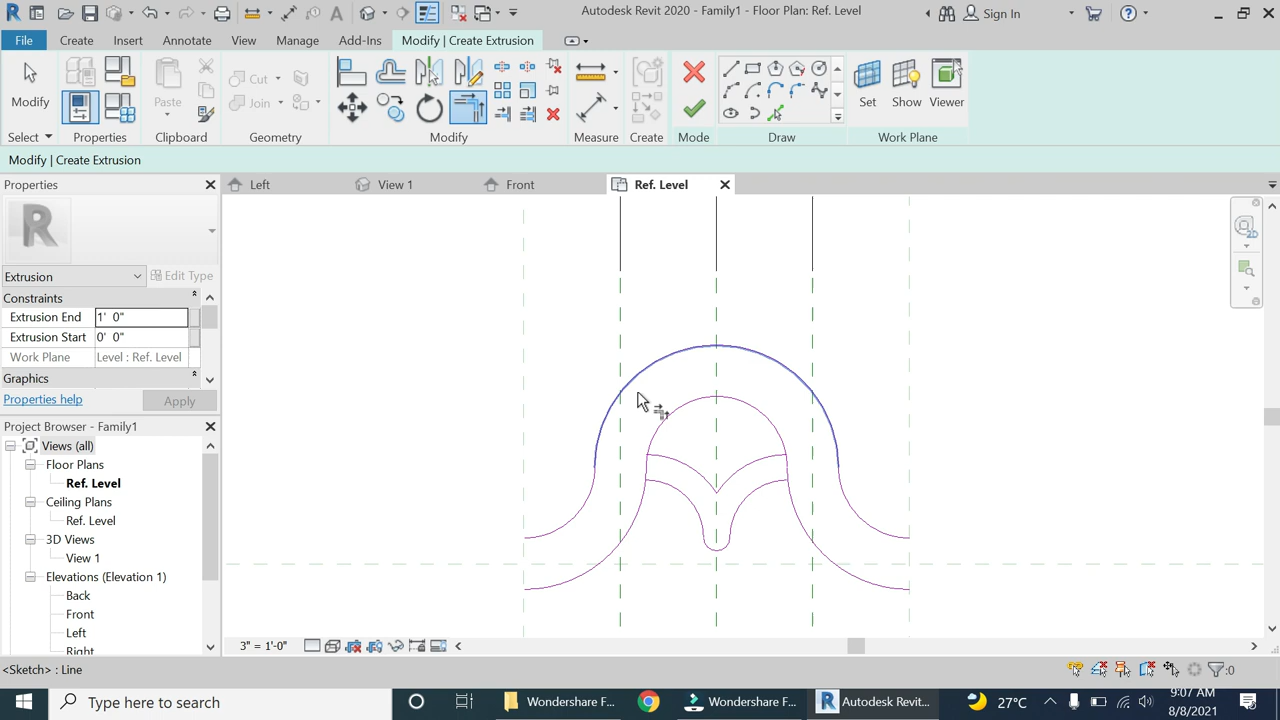 Autodesk Revit 2020 - Family1 - Floor Plan: Ref. Level
Sign In
File
Create
Insert
Annotate
View
Manage
Add-Ins
Modify | Create Extrusion
Modify
Paste
Cut
Join
Set
Show
Viewer
Select
Properties
Clipboard
Geometry
Modify
Measure
Create
Mode
Draw
Work Plane
Modify | Create Extrusion
Properties
Left
View 1
Front
Ref. Level
R
Extrusion
Edit Type
Constraints
Extrusion End
1' 0"
Extrusion Start
0' 0"
Work Plane
Level : Ref. Level
Graphics
Properties help
Apply
Project Browser - Family1
Views (all)
Floor Plans
Ref. Level
Ceiling Plans
Ref. Level
3D Views
View 1
Elevations (Elevation 1)
Back
Front
Left
Right
3" = 1'-0"
<Sketch> : Line
:0
Type here to search
Wondershare F...
Wondershare F...
Autodesk Revit...
27°C
9:07 AM
8/8/2021